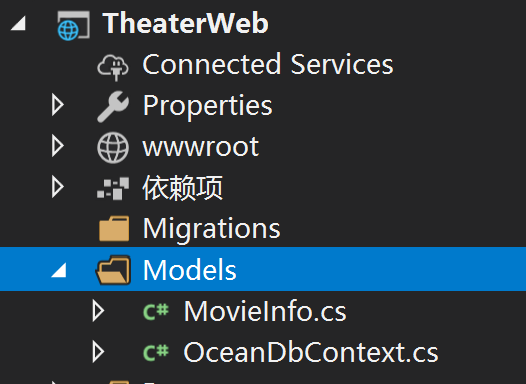 TheaterWeb
Connected Services
Properties
wwwroot
依赖项
Migrations
Models
C# MovieInfo.cs
C# OceanDbContext.cs